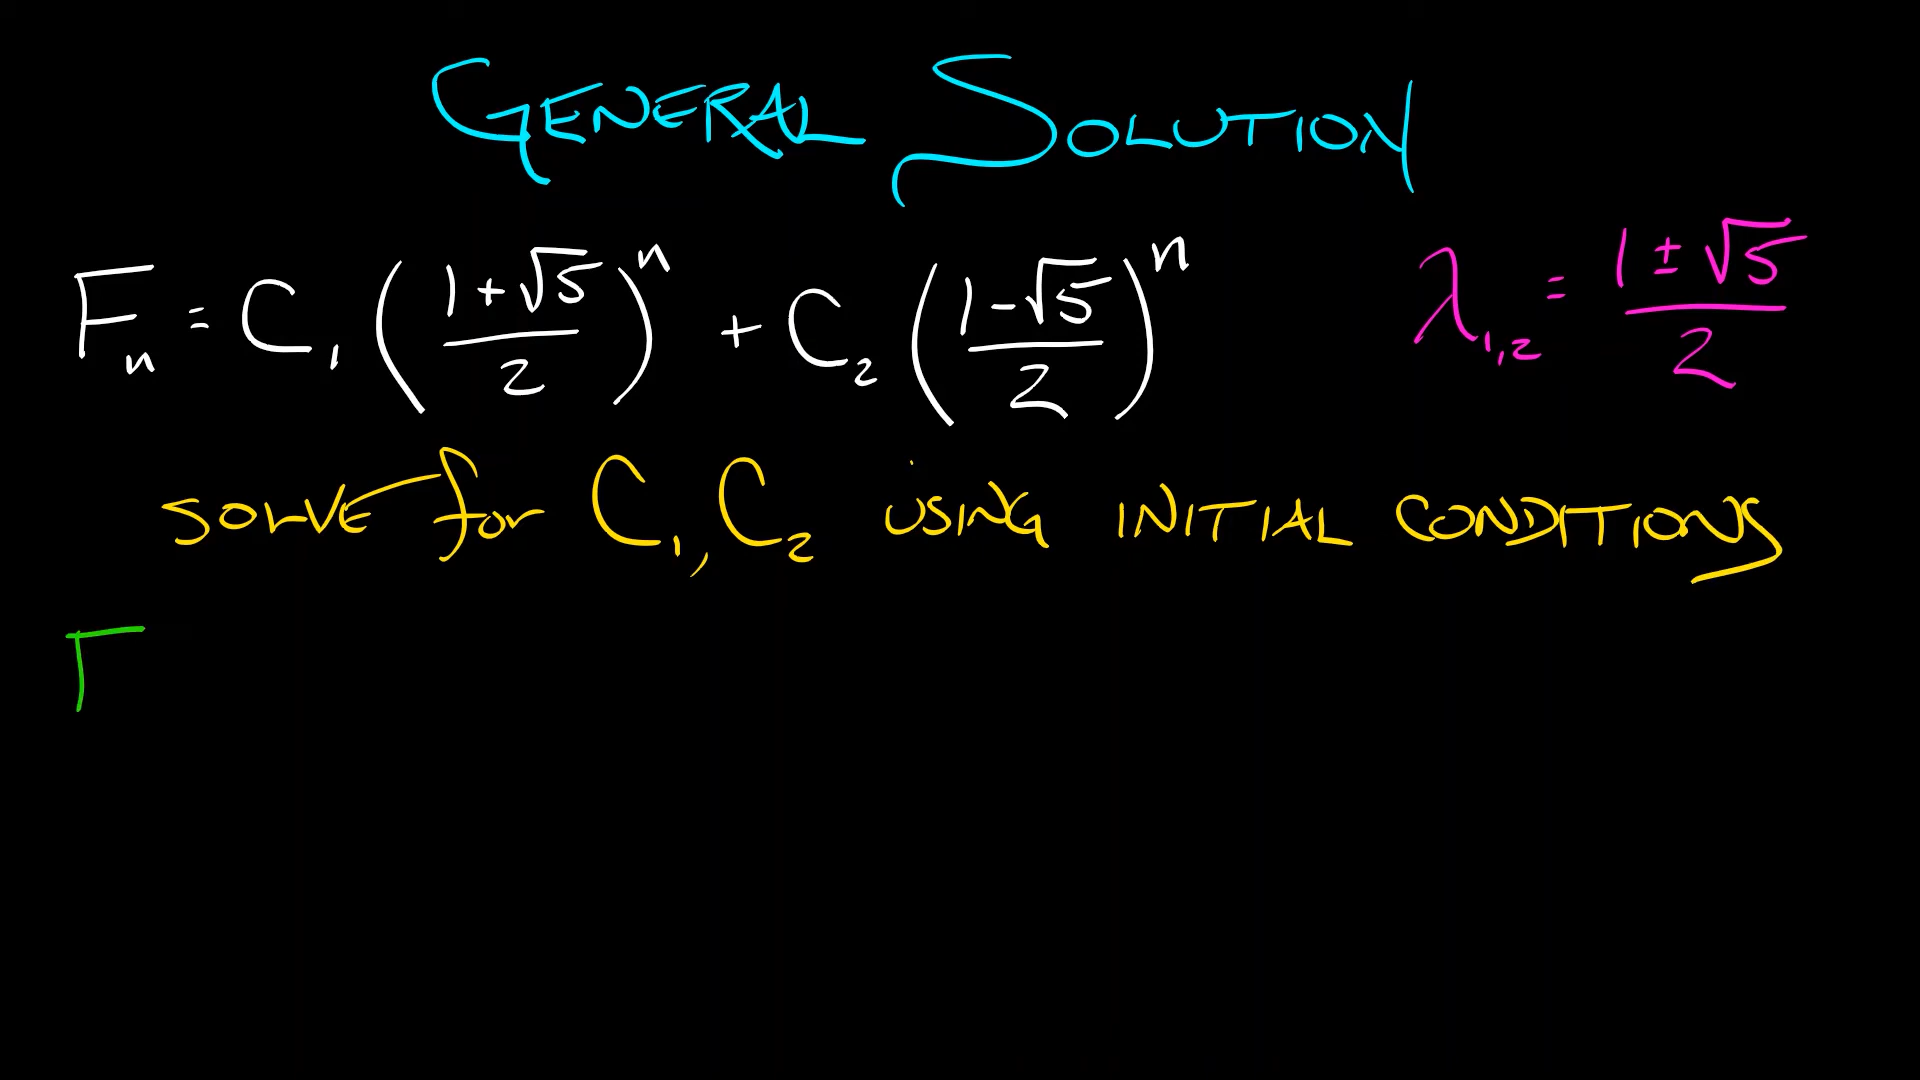 GENERAL SOLUTION
Fₙ = C₁ ((1+√5)/2)ⁿ + C₂ ((1-√5)/2)ⁿ λ₁,₂ = (1±√5)/2
SOLVE for C₁, C₂ USING INITIAL CONDITIONS